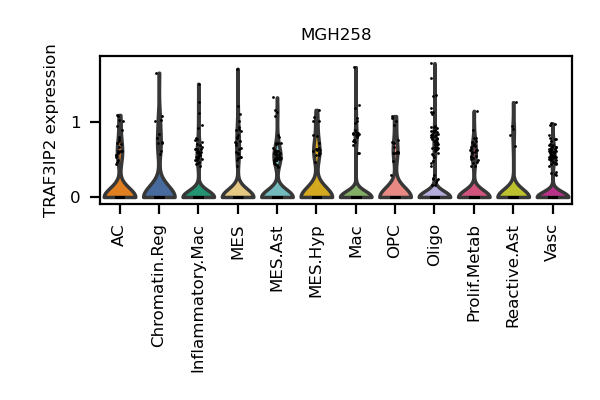 MGH258
TRAF3IP2 expression
1
0
AC
Chromatin.Reg
Inflammatory.Mac
MES
MES.Ast
MES.Hyp
Mac
OPC
Oligo
Prolif.Metab
Reactive.Ast
Vasc